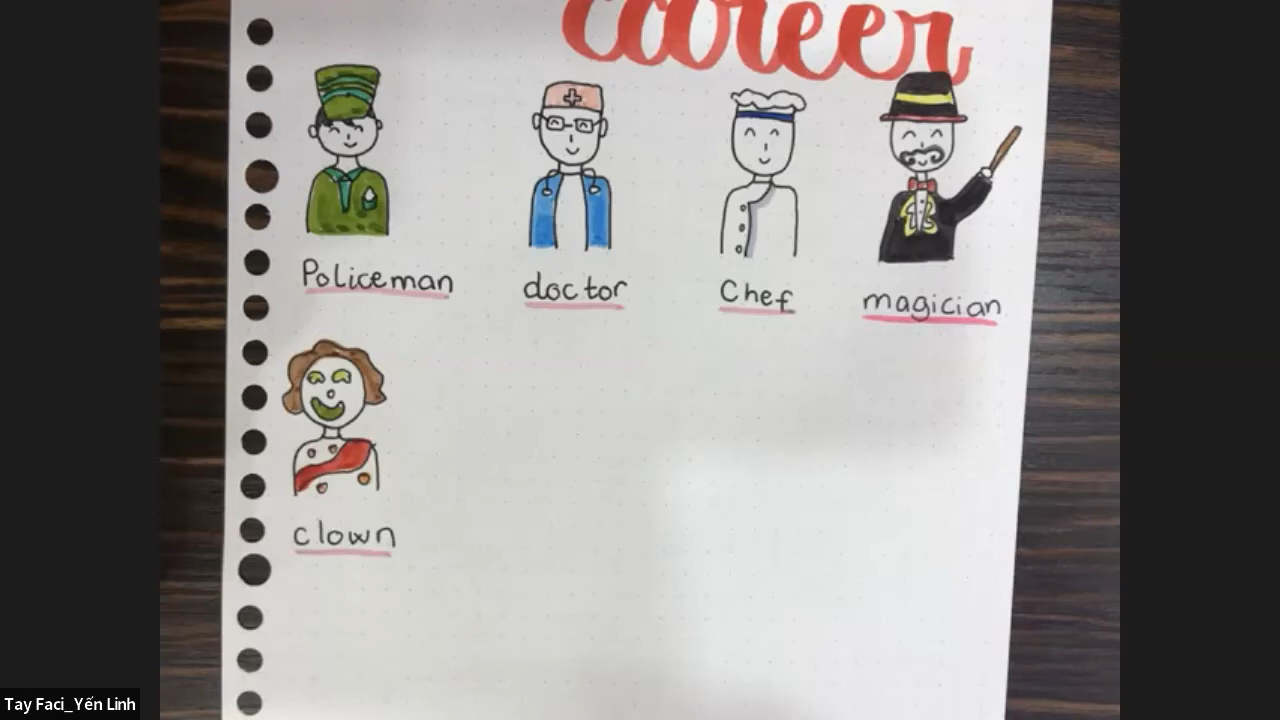 career
Policeman
doctor
Chef
magician
clown
Tay Faci_Yến Linh